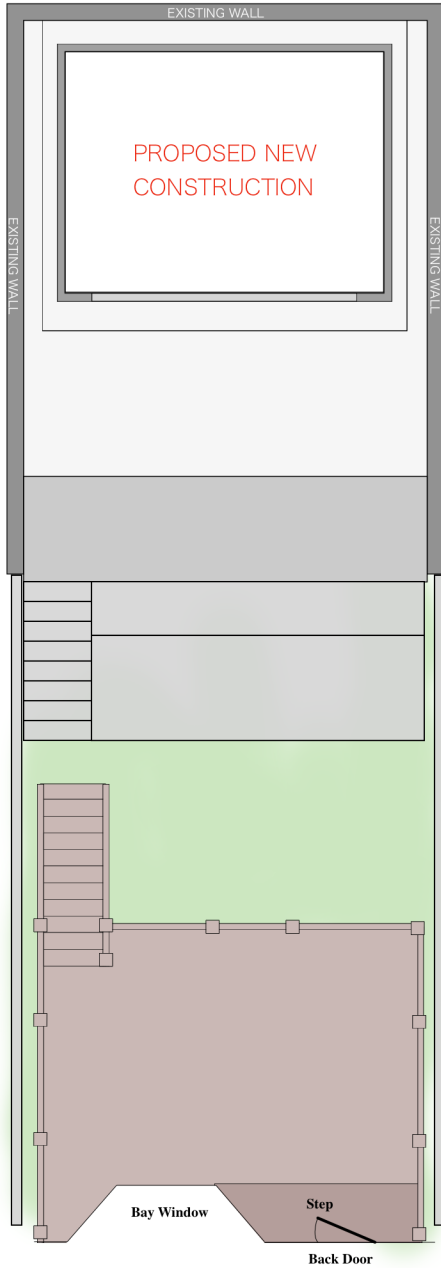 EXISTING WALL
PROPOSED NEW
CONSTRUCTION
EXISTING WALL
EXISTING WALL
Step
Bay Window
Back Door